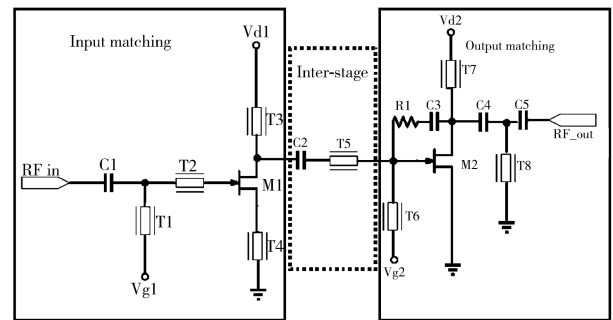 Input matching
Vd1
Inter-stage
Vd2
Output matching
T7
T3
R1
C3
C4
C5
RF_out
C2
T5
RF in
C1
T2
M1
M2
T8
T1
T4
T6
Vg1
Vg2